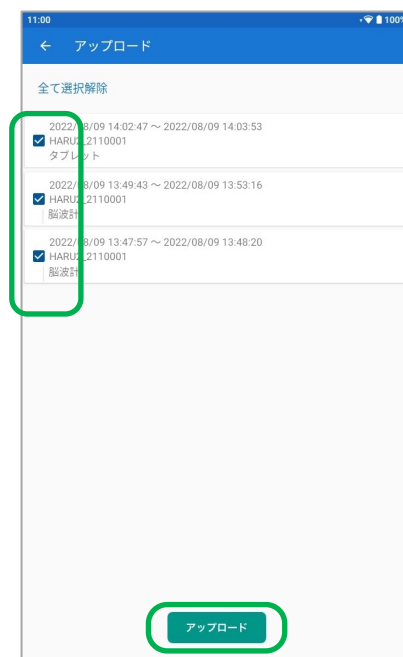 11:00 100%
← アップロード
全て選択解除
2022/08/09 14:02:47 ～ 2022/08/09 14:03:53
HARU2_2110001
タブレット
2022/08/09 13:49:43 ～ 2022/08/09 13:53:16
HARU2_2110001
脳波計
2022/08/09 13:47:57 ～ 2022/08/09 13:48:20
HARU2_2110001
脳波計
アップロード